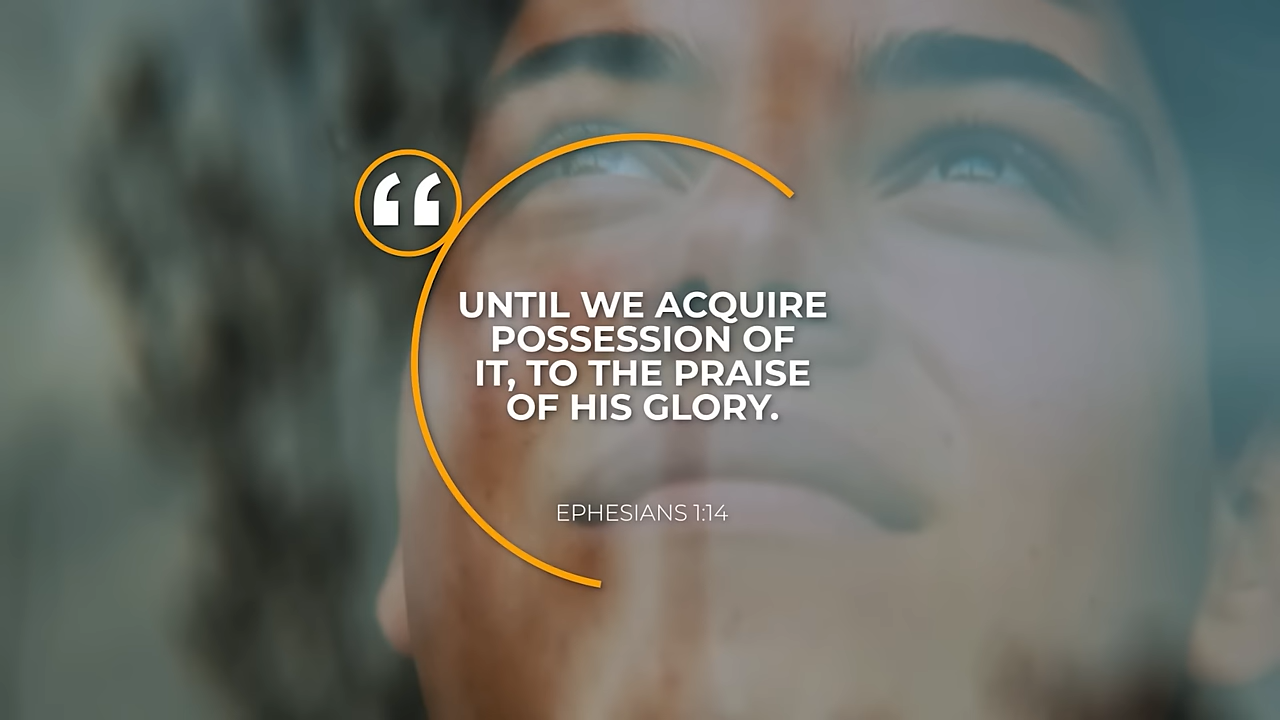 “
UNTIL WE ACQUIRE
POSSESSION OF
IT, TO THE PRAISE
OF HIS GLORY.
EPHESIANS 1:14